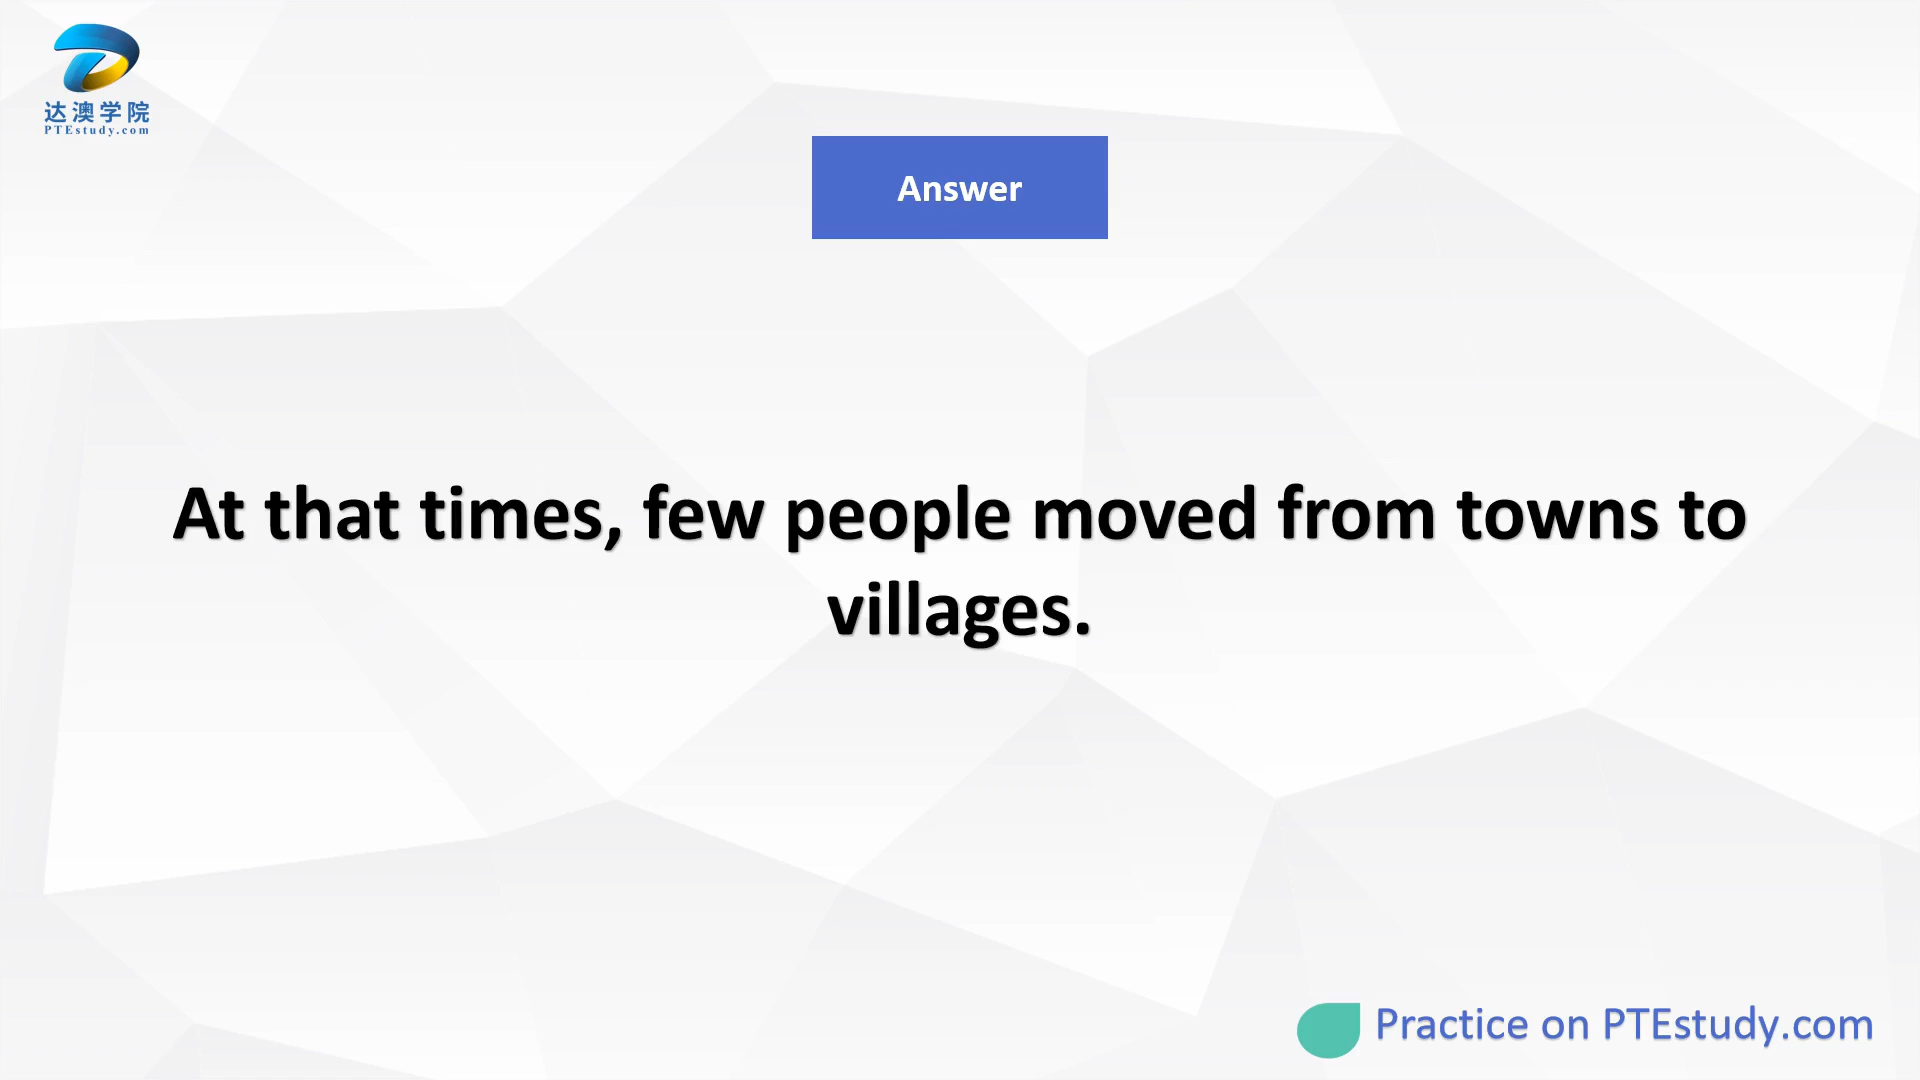 达澳学院
PTEstudy.com
Answer
At that times, few people moved from towns to
villages.
Practice on PTEstudy.com